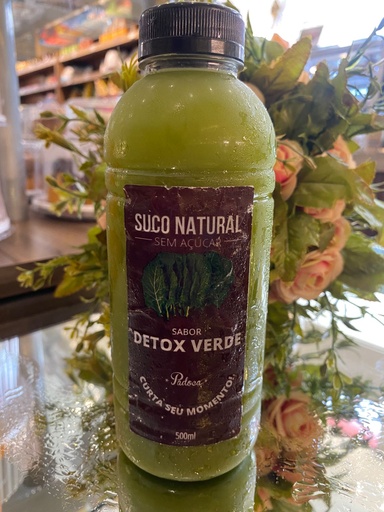 SUCO NATURAL
SEM AÇÚCAR
SABOR
DETOX VERDE
Padoca
CURTA SEU MOMENTO!
500ml